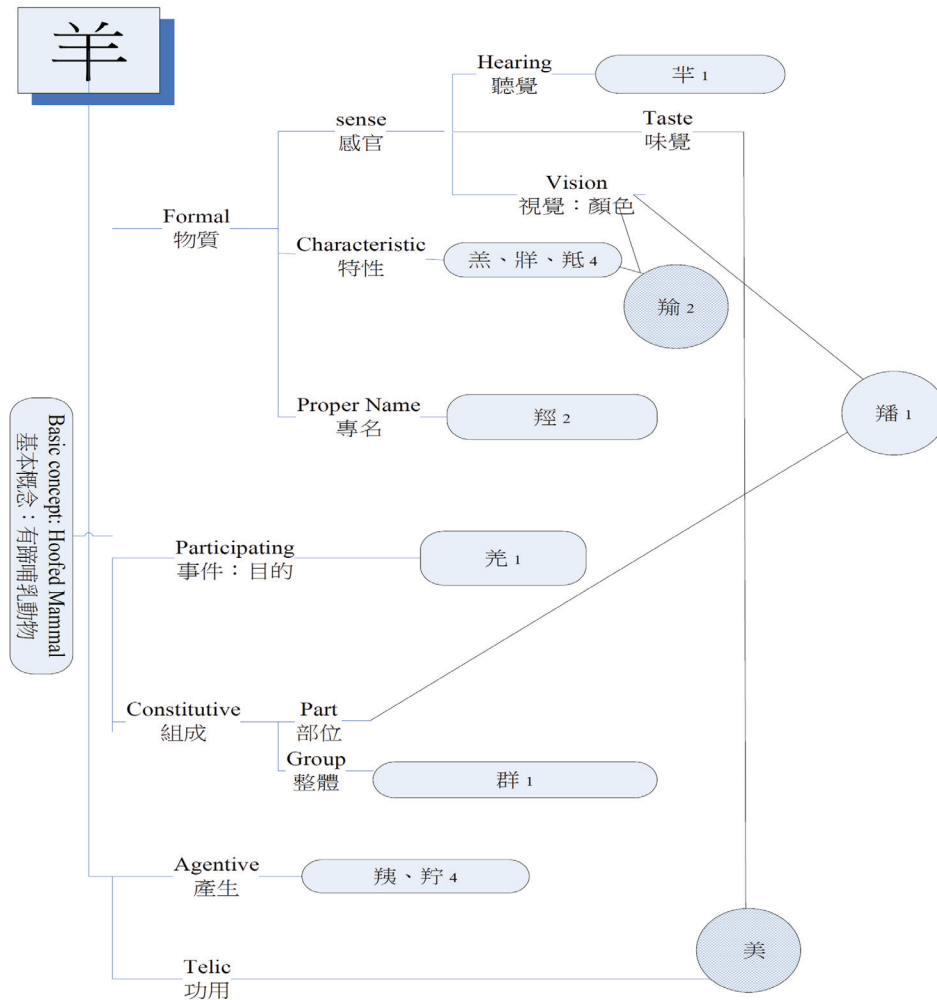 羊
Hearing
聽覺
羋 1
sense
感官
Taste
味覺
Vision
視覺：顏色
Formal
物質
Characteristic
特性
羔、牂、羝 4
羭 2
Proper Name
專名
羥 2
羳 1
Basic concept: Hoofed Mammal
基本概念：有蹄哺乳動物
Participating
事件：目的
羌 1
Constitutive
組成
Part
部位
Group
整體
群 1
Agentive
產生
羠、羜 4
Telic
功用
美